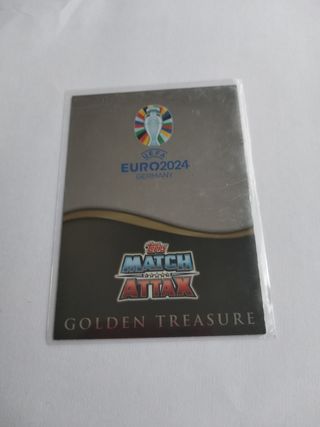 UEFA
EURO2024
GERMANY
Topps
MATCH
ATTAX
GOLDEN TREASURE